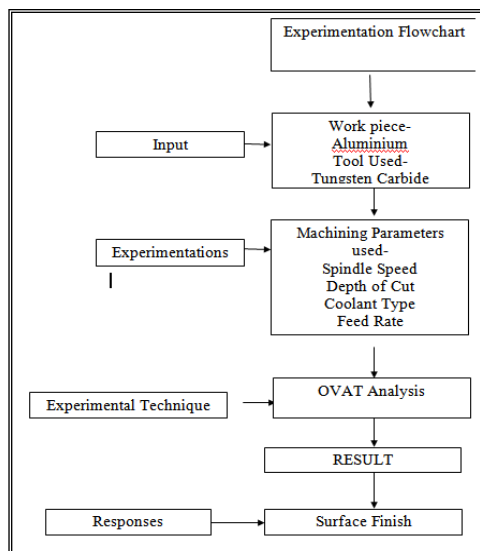 Experimentation Flowchart
Input
Work piece-
Aluminium
Tool Used-
Tungsten Carbide
Experimentations
Machining Parameters
used-
Spindle Speed
Depth of Cut
Coolant Type
Feed Rate
Experimental Technique
OVAT Analysis
RESULT
Responses
Surface Finish